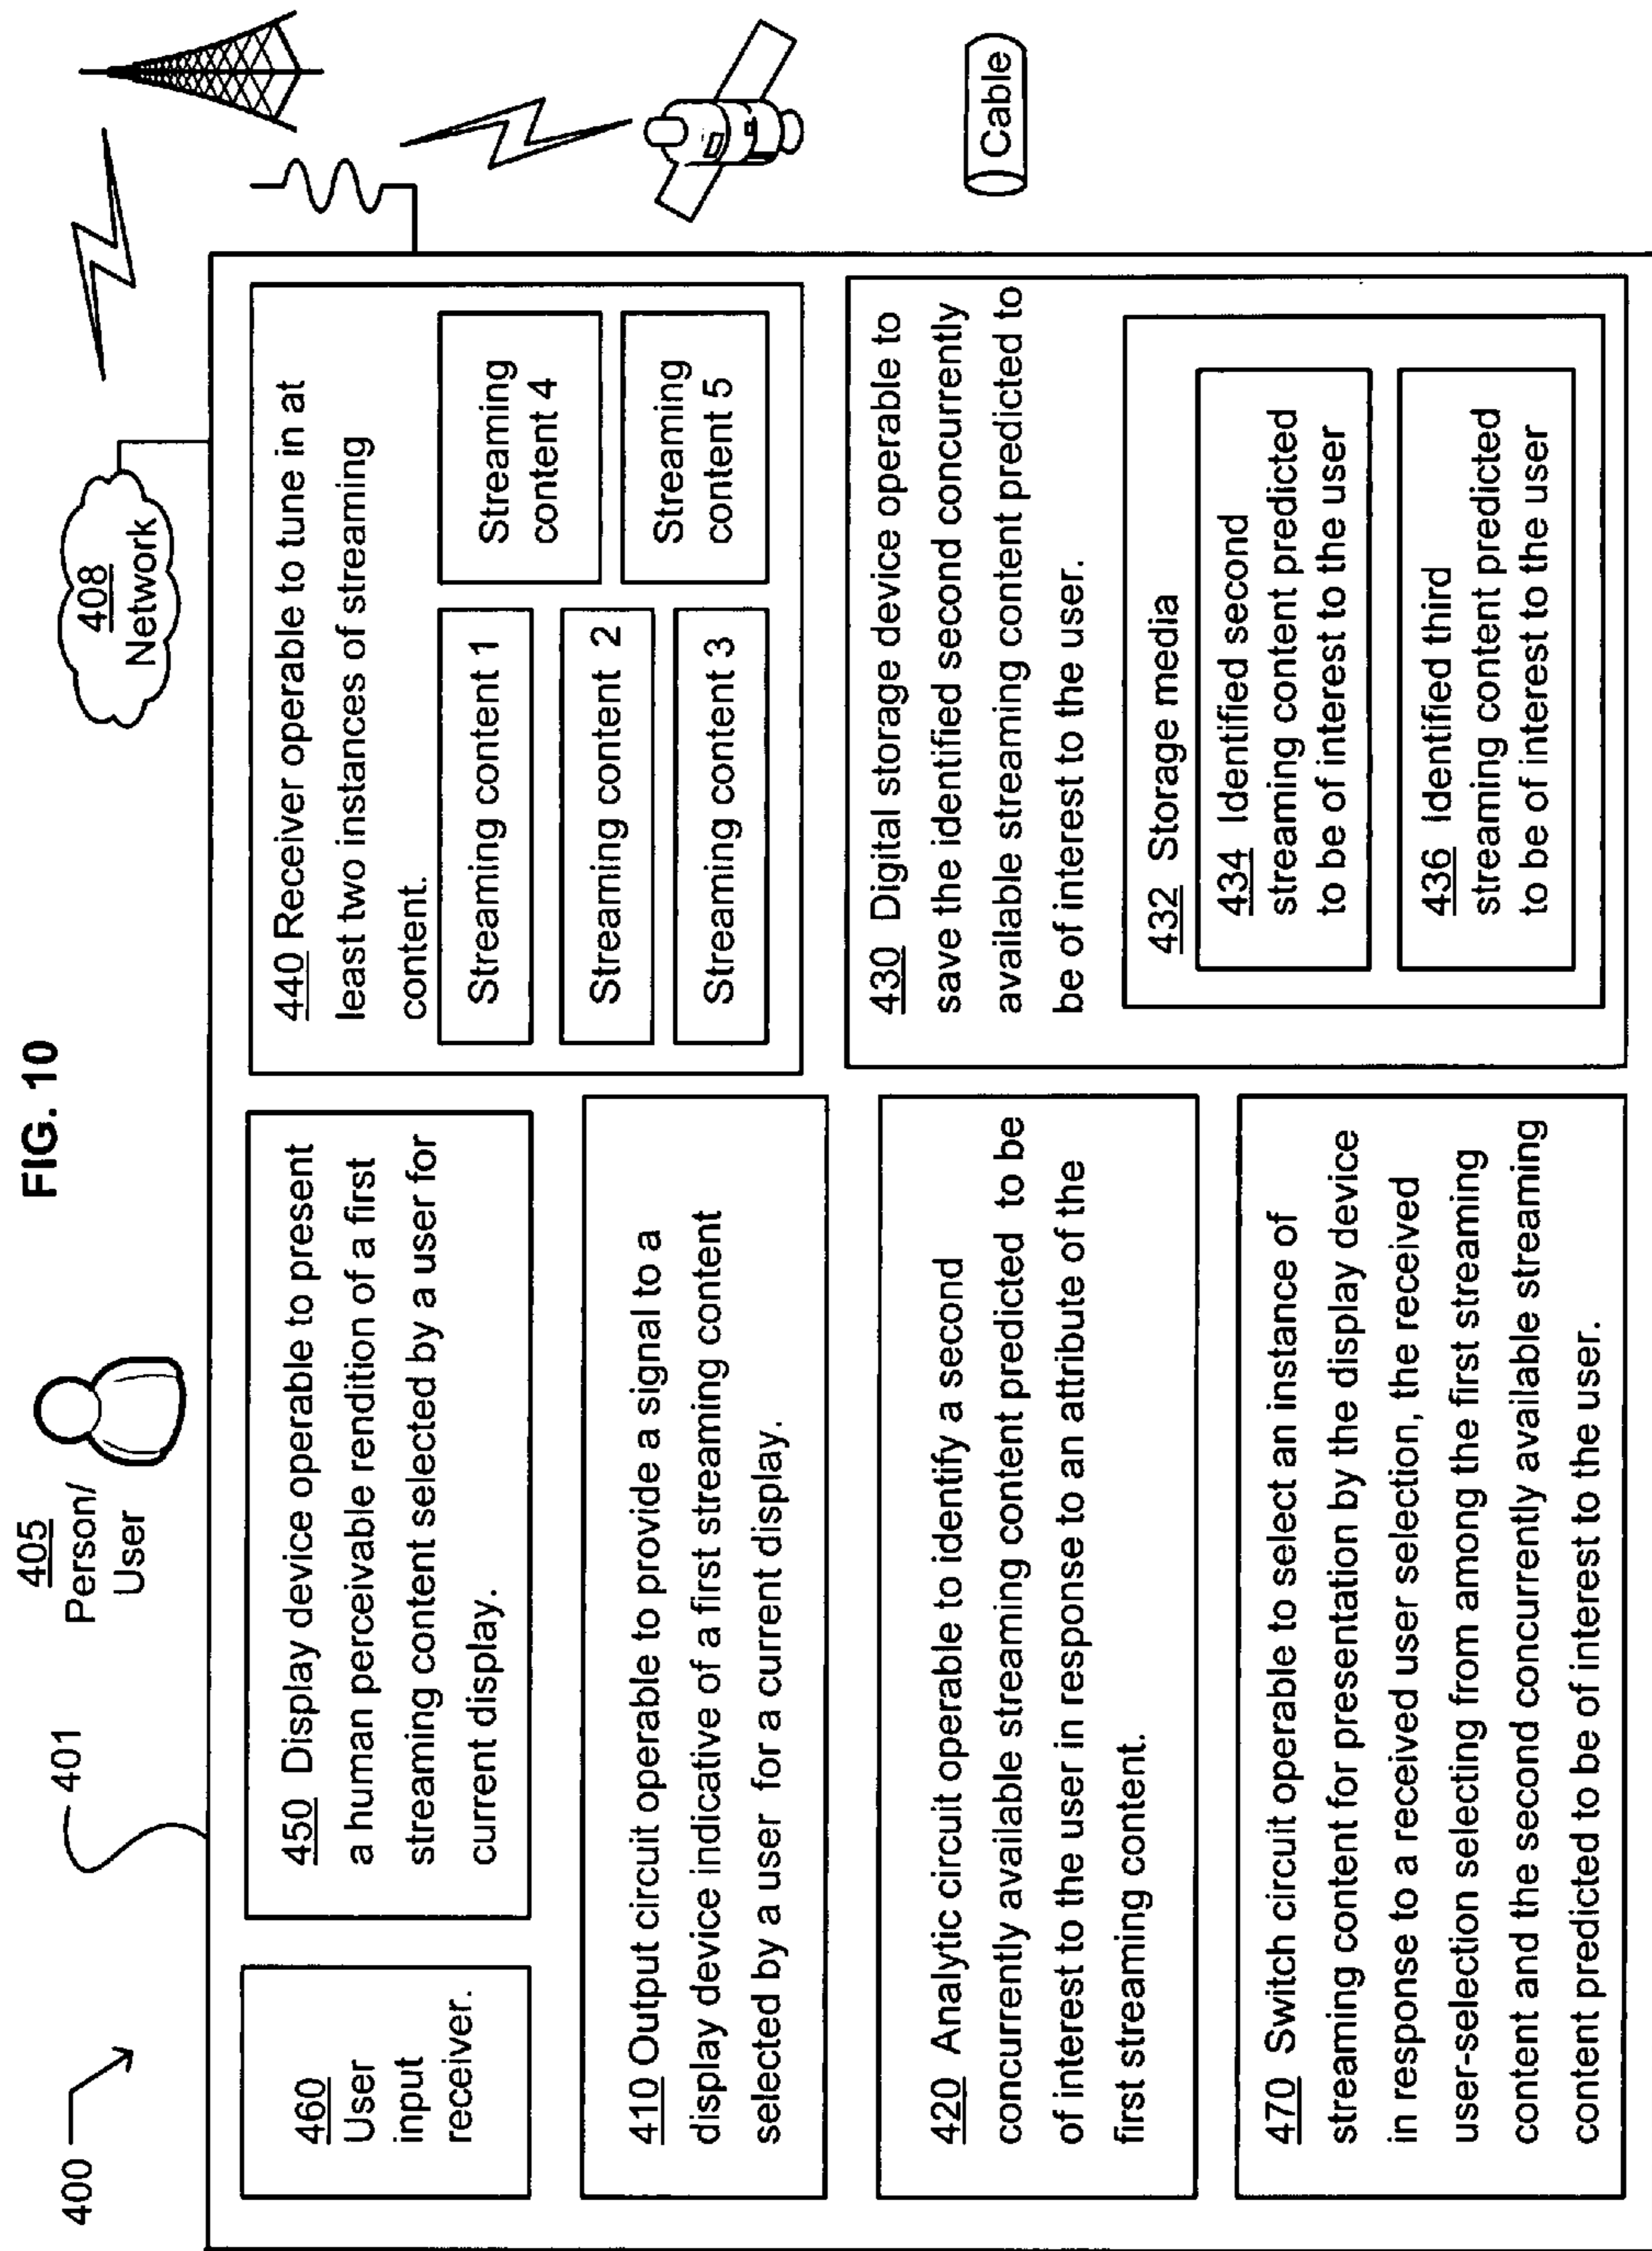 FIG. 10
400
401
405
Person/
User
408
Network
460
User
input
receiver.
450 Display device operable to present
a human perceivable rendition of a first
streaming content selected by a user for
current display.
410 Output circuit operable to provide a signal to a
display device indicative of a first streaming content
selected by a user for a current display.
420 Analytic circuit operable to identify a second
concurrently available streaming content predicted to be
of interest to the user in response to an attribute of the
first streaming content.
470 Switch circuit operable to select an instance of
streaming content for presentation by the display device
in response to a received user selection, the received
user-selection selecting from among the first streaming
content and the second concurrently available streaming
content predicted to be of interest to the user.
440 Receiver operable to tune in at
least two instances of streaming
content.
Streaming content 1
Streaming content 2
Streaming content 3
Streaming
content 4
Streaming
content 5
430 Digital storage device operable to
save the identified second concurrently
available streaming content predicted to
be of interest to the user.
432 Storage media
434 Identified second
streaming content predicted
to be of interest to the user
436 Identified third
streaming content predicted
to be of interest to the user
Cable